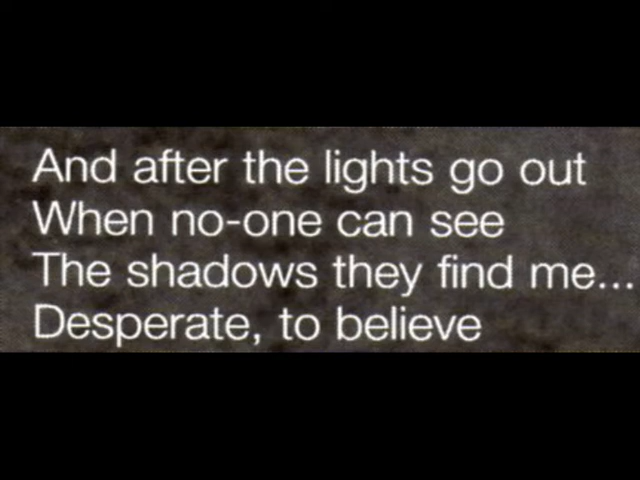 And after the lights go out
When no-one can see
The shadows they find me...
Desperate, to believe